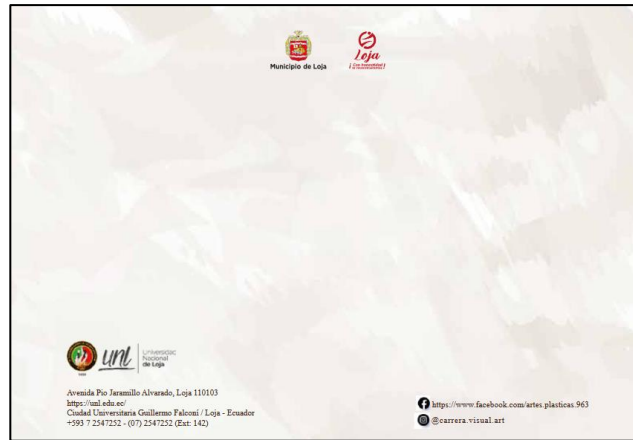 Municipio de Loja
Loja
unl
Universidad
Nacional
de Loja
Avenida Pío Jaramillo Alvarado, Loja 110103
https://unl.edu.ec/
Ciudad Universitaria Guillermo Falconí / Loja - Ecuador
+593 7 2547252 - (07) 2547252 (Ext: 142)
https://www.facebook.com/artes.plasticas.963
@carrera.visual.art